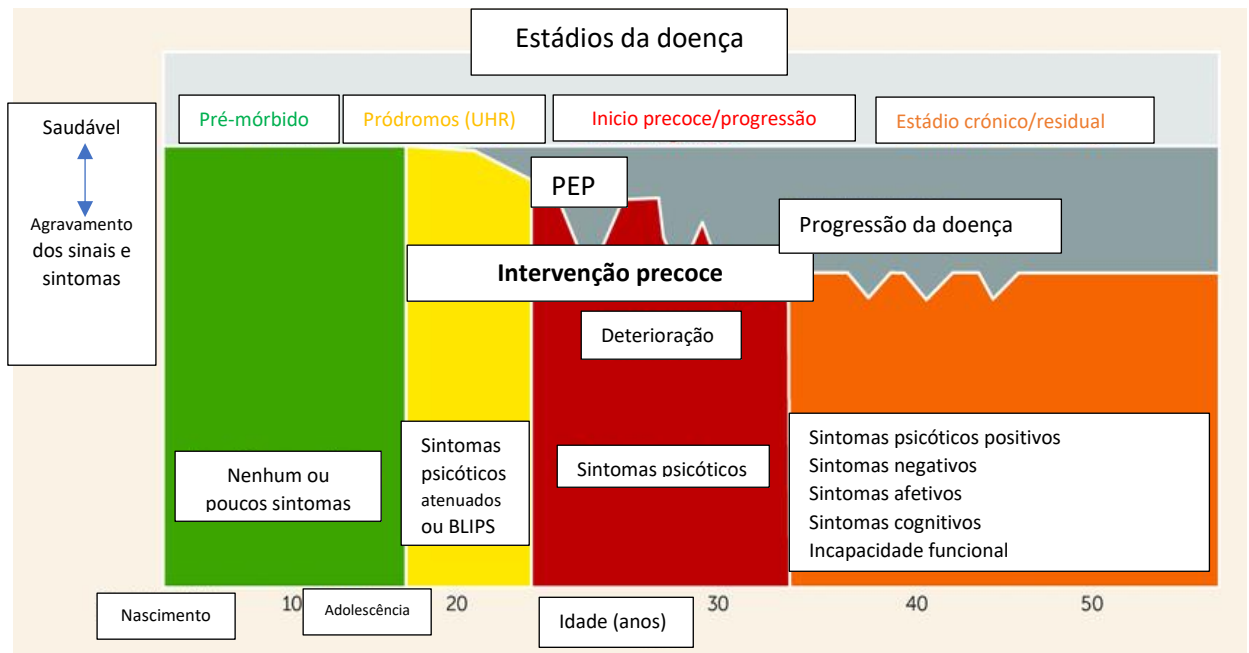 Estádios da doença
Saudável
Agravamento
dos sinais e
sintomas
Pré-mórbido
Pródromos (UHR)
Inicio precoce/progressão
Estádio crónico/residual
PEP
Progressão da doença
Intervenção precoce
Deterioração
Nenhum ou
poucos sintomas
Sintomas
psicóticos
atenuados
ou BLIPS
Sintomas psicóticos
Sintomas psicóticos positivos
Sintomas negativos
Sintomas afetivos
Sintomas cognitivos
Incapacidade funcional
Nascimento
10
Adolescência
20
Idade (anos)
30
40
50